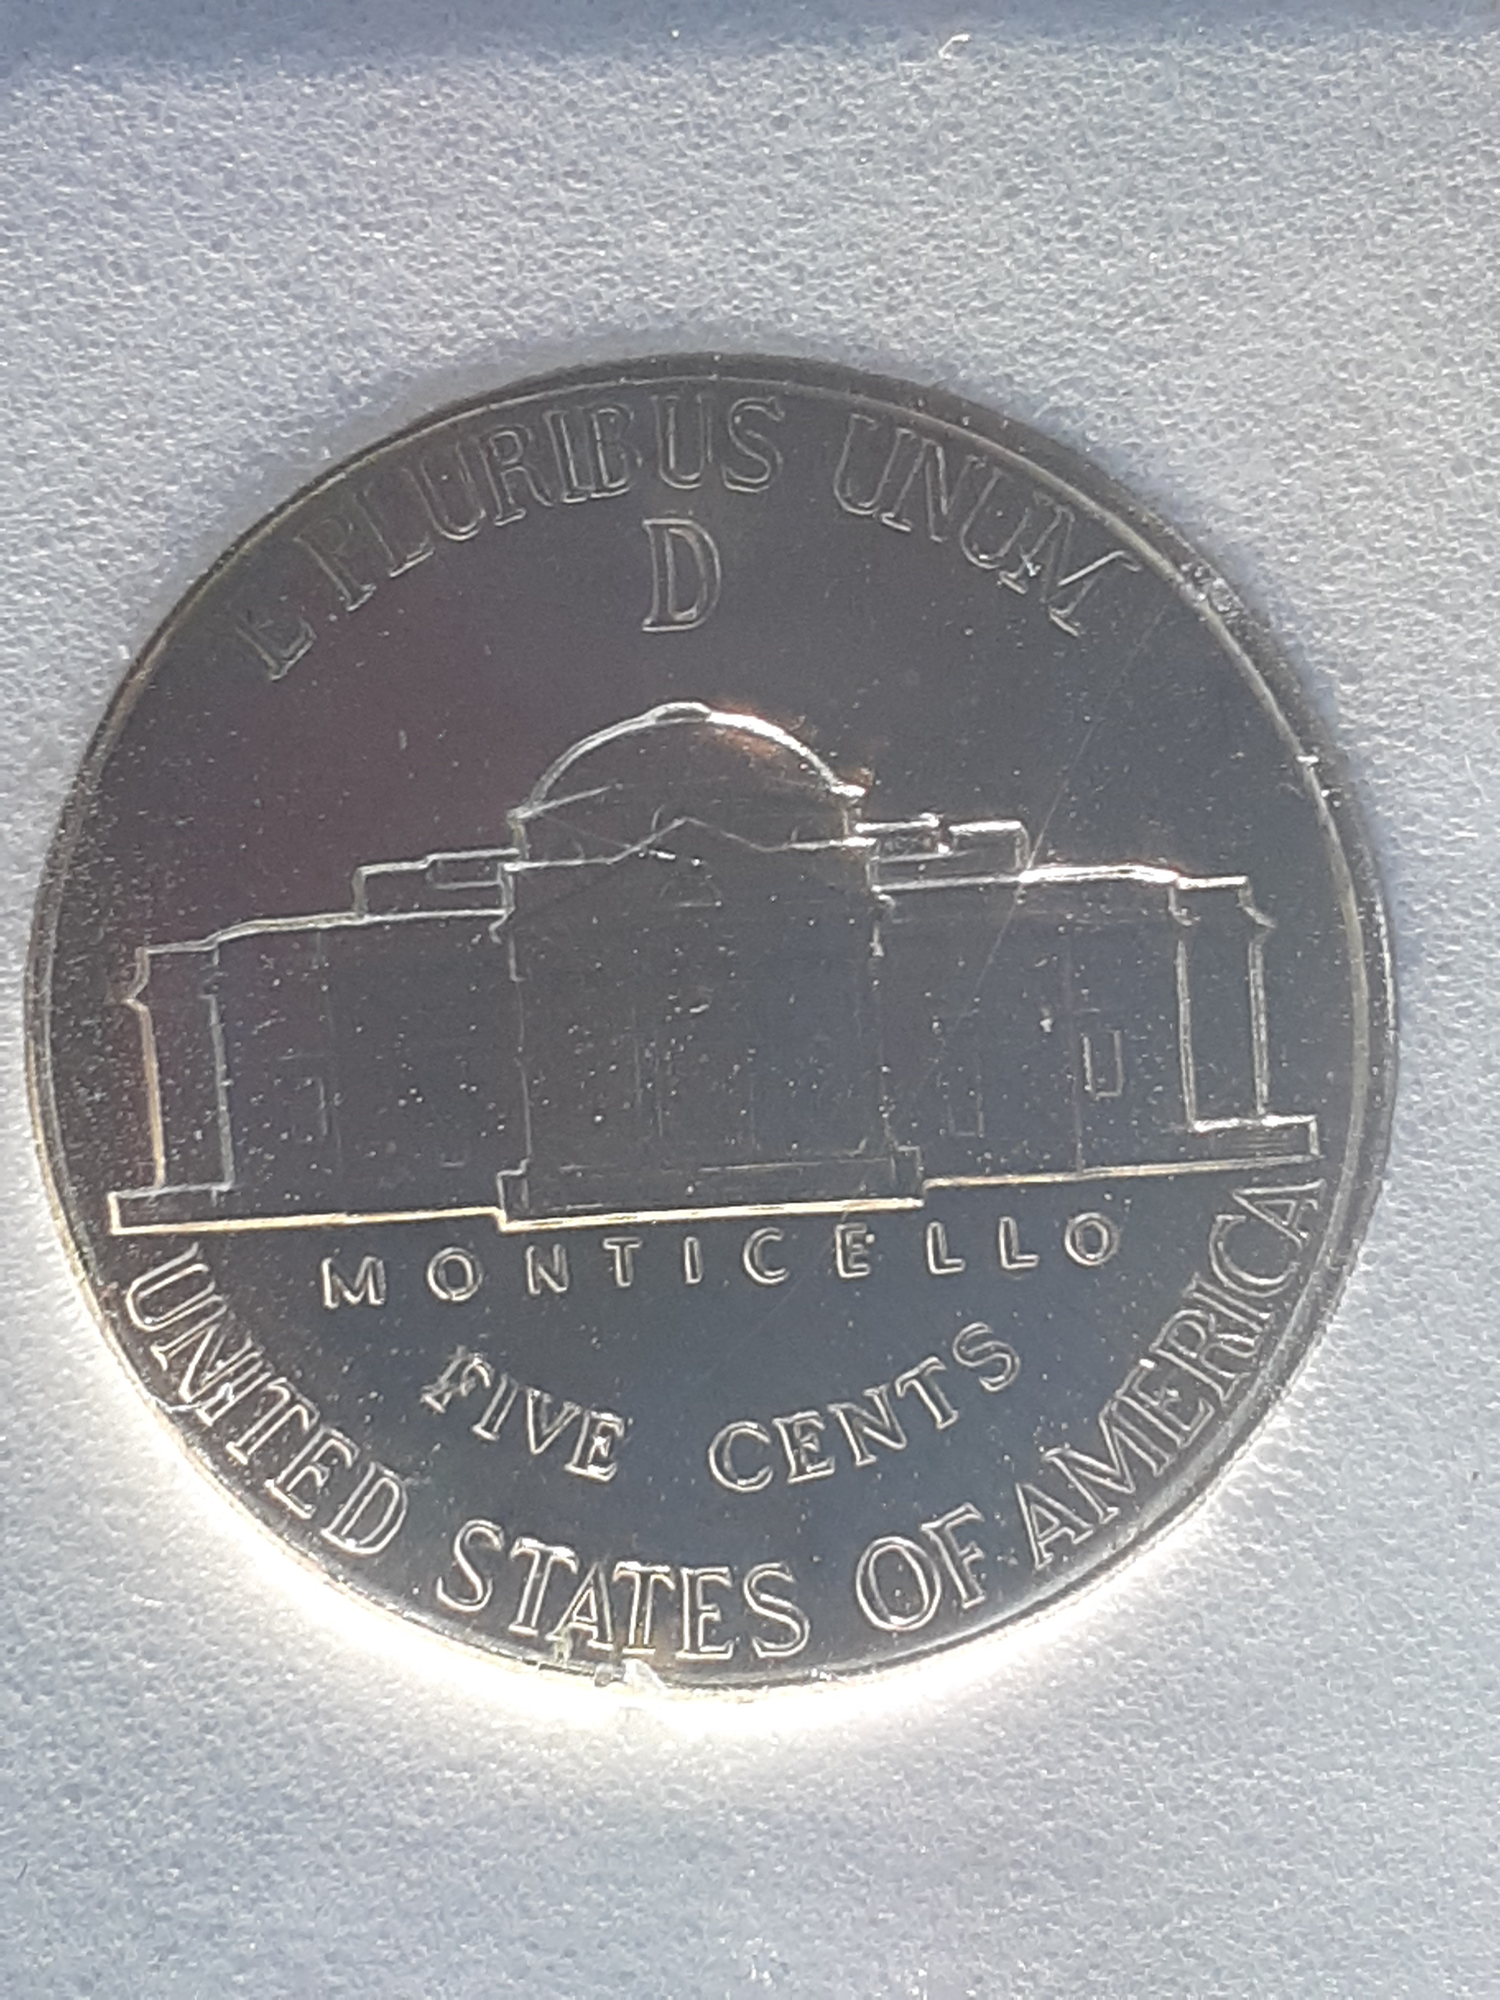 E PLURIBUS UNUM
D
MONTICELLO
FIVE CENTS
UNITED STATES OF AMERICA